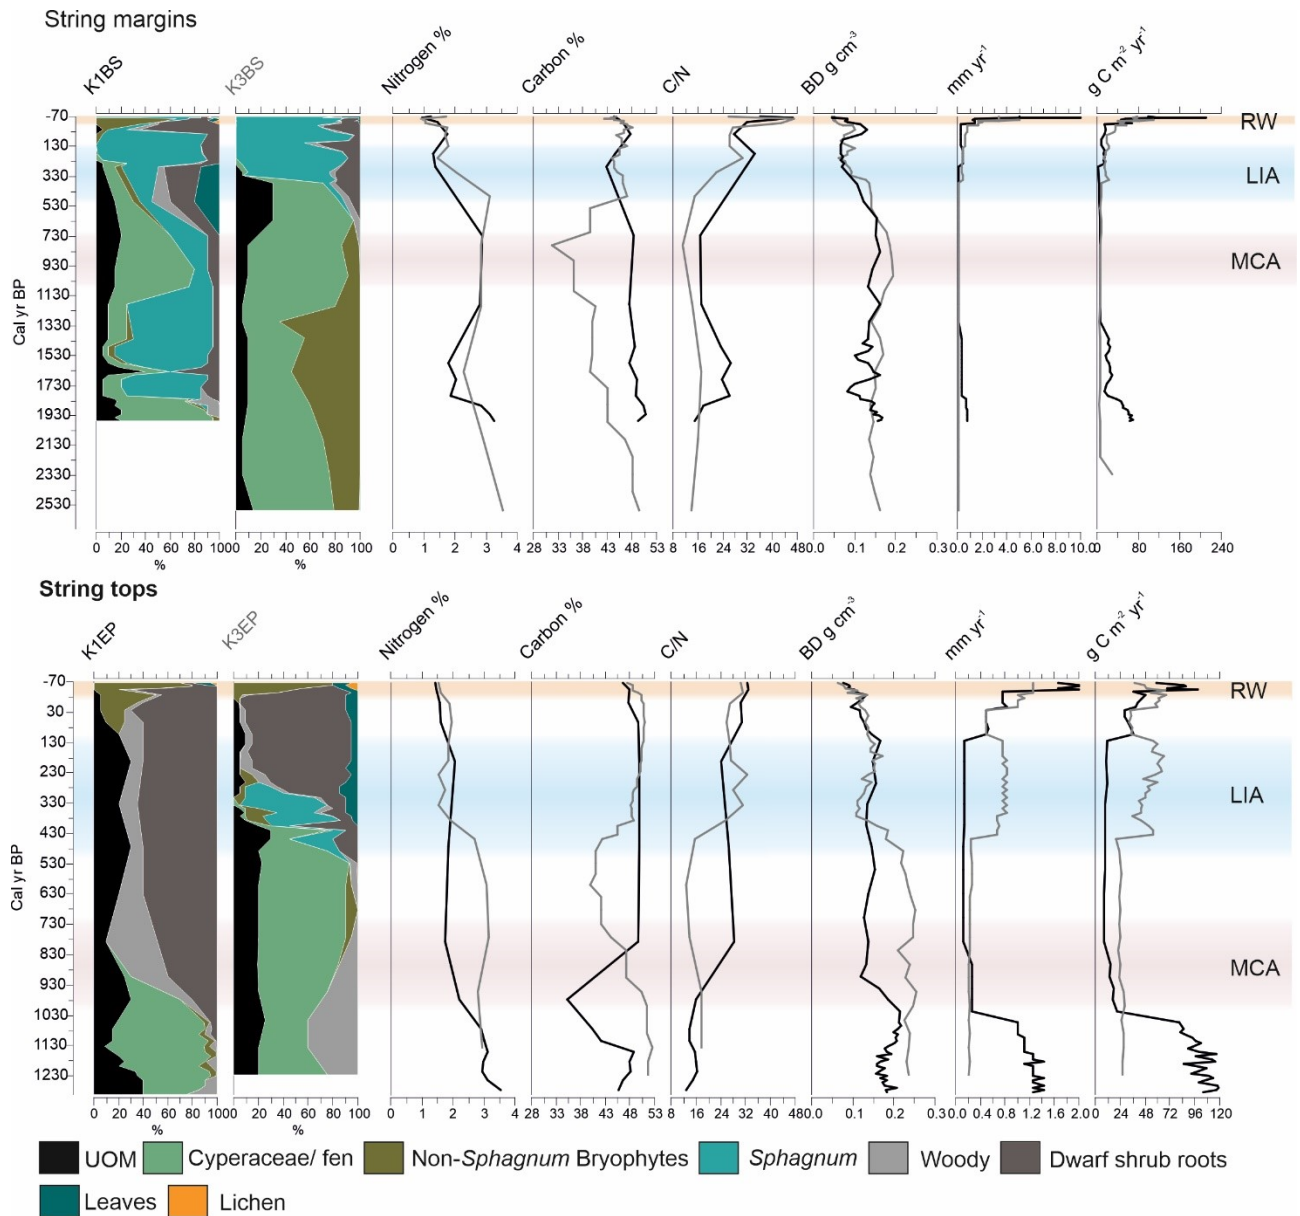 String margins
K1BS K3BS Nitrogen % Carbon % C/N BD g cm⁻³ mm yr⁻¹ g C m⁻² yr⁻¹
-70 RW
130
330 LIA
530
730
930 MCA
1130
1330
1530
1730
1930
2130
2330
2530
Cal yr BP
0 20 40 60 80 100 0 20 40 60 80 100 0 1 2 3 4 28 33 38 43 48 53 8 16 24 32 40 48 0.0 0.1 0.2 0.3 0.0 2.0 4.0 6.0 8.0 10.0 0 80 160 240
% %
String tops
K1EP K3EP Nitrogen % Carbon % C/N BD g cm⁻³ mm yr⁻¹ g C m⁻² yr⁻¹
-70 RW
30
130
230
330 LIA
430
530
630
730
830
930 MCA
1030
1130
1230
Cal yr BP
0 20 40 60 80 100 0 20 40 60 80 100 0 1 2 3 4 28 33 38 43 48 53 8 16 24 32 40 48 0.0 0.1 0.2 0.3 0.0 0.4 0.8 1.2 1.6 2.0 0 24 48 72 96 120
% %
UOM Cyperaceae/ fen Non-Sphagnum Bryophytes Sphagnum Woody Dwarf shrub roots
Leaves Lichen